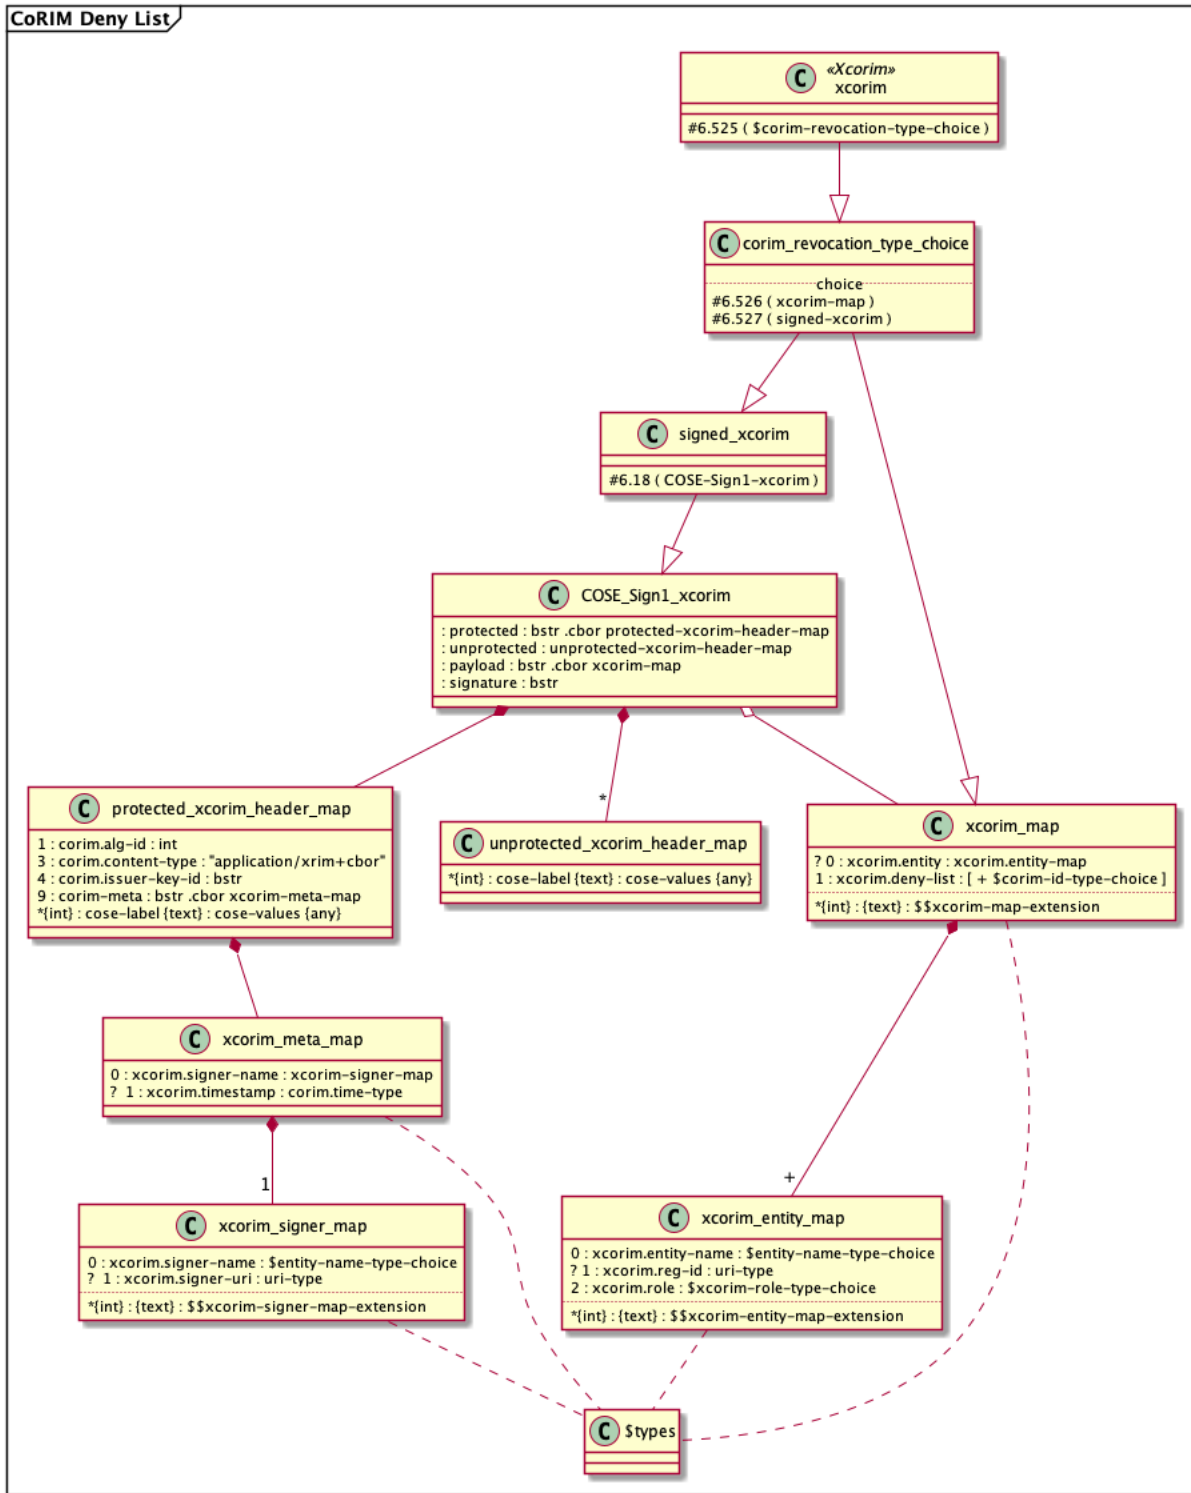 CoRIM Deny List
C
«Xcorim»
xcorim
#6.525 ( $corim-revocation-type-choice )
C corim_revocation_type_choice
choice
#6.526 ( xcorim-map )
#6.527 ( signed-xcorim )
C signed_xcorim
#6.18 ( COSE-Sign1-xcorim )
C COSE_Sign1_xcorim
: protected : bstr .cbor protected-xcorim-header-map
: unprotected : unprotected-xcorim-header-map
: payload : bstr .cbor xcorim-map
: signature : bstr
*
C protected_xcorim_header_map
1 : corim.alg-id : int
3 : corim.content-type : "application/xrim+cbor"
4 : corim.issuer-key-id : bstr
9 : corim-meta : bstr .cbor xcorim-meta-map
*{int} : cose-label {text} : cose-values {any}
C unprotected_xcorim_header_map
*{int} : cose-label {text} : cose-values {any}
C xcorim_map
? 0 : xcorim.entity : xcorim.entity-map
1 : xcorim.deny-list : [ + $corim-id-type-choice ]
*{int} : {text} : $$xcorim-map-extension
C xcorim_meta_map
0 : xcorim.signer-name : xcorim-signer-map
? 1 : xcorim.timestamp : corim.time-type
1
+
C xcorim_signer_map
0 : xcorim.signer-name : $entity-name-type-choice
? 1 : xcorim.signer-uri : uri-type
*{int} : {text} : $$xcorim-signer-map-extension
C xcorim_entity_map
0 : xcorim.entity-name : $entity-name-type-choice
? 1 : xcorim.reg-id : uri-type
2 : xcorim.role : $xcorim-role-type-choice
*{int} : {text} : $$xcorim-entity-map-extension
C $types